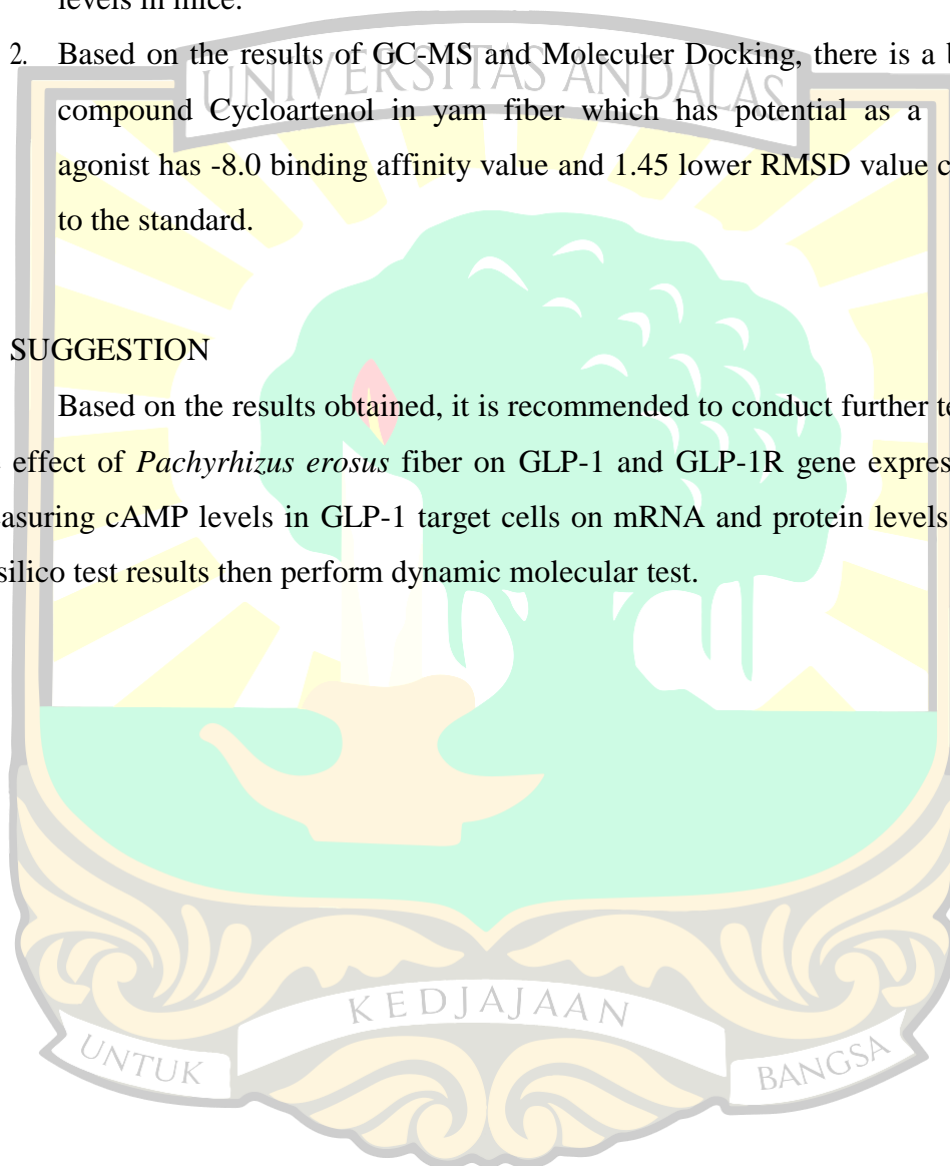 levels in mice.
2. Based on the results of GC-MS and Moleculer Docking, there is a
compound Cycloartenol in yam fiber which has potential as a
agonist has -8.0 binding affinity value and 1.45 lower RMSD value
to the standard.
SUGGESTION
Based on the results obtained, it is recommended to conduct further
effect of Pachyrhizus erosus fiber on GLP-1 and GLP-1R gene
cAMP levels in GLP-1 target cells on mRNA and protein levels
silico test results then perform dynamic molecular test.
UNIVERSITAS ANDALAS
KEDJAJAAN
UNTUK
BANGSA